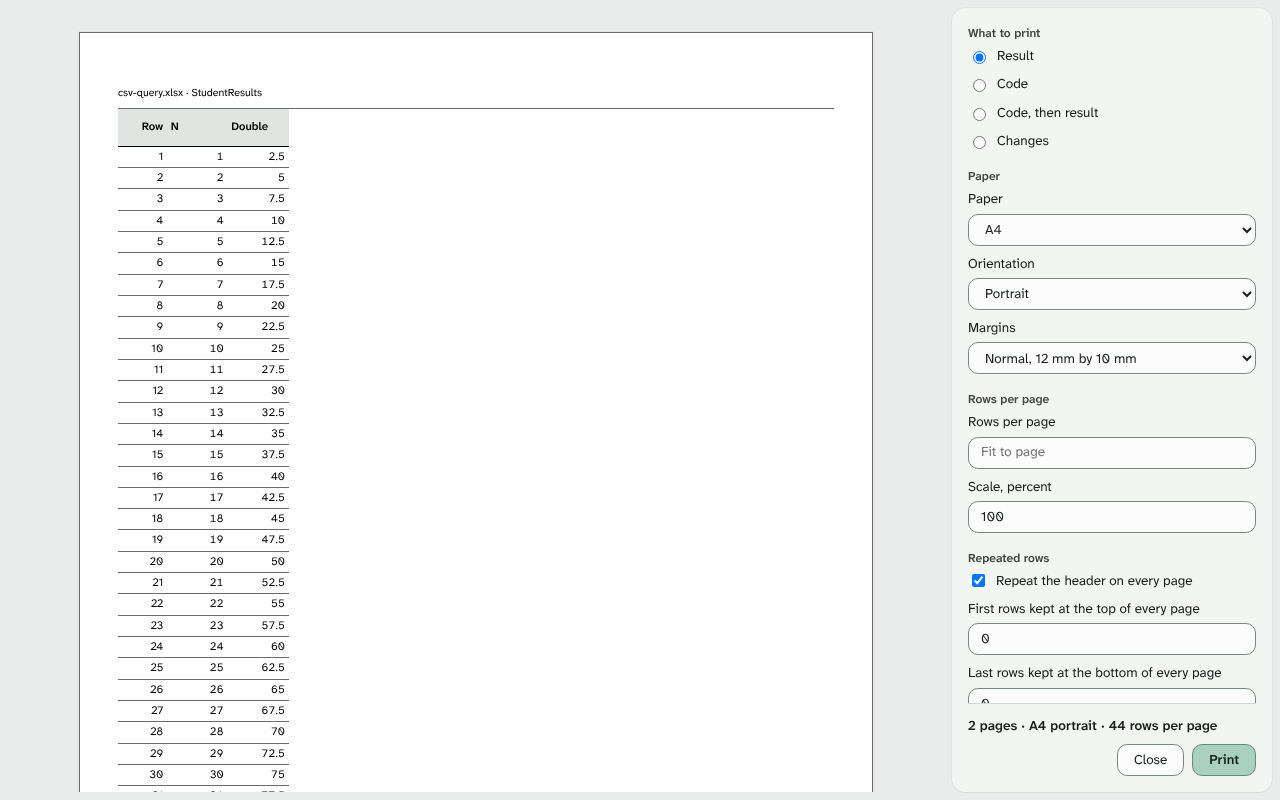 csv-query.xlsx · StudentResults
Row N Double
1 1 2.5
2 2 5
3 3 7.5
4 4 10
5 5 12.5
6 6 15
7 7 17.5
8 8 20
9 9 22.5
10 10 25
11 11 27.5
12 12 30
13 13 32.5
14 14 35
15 15 37.5
16 16 40
17 17 42.5
18 18 45
19 19 47.5
20 20 50
21 21 52.5
22 22 55
23 23 57.5
24 24 60
25 25 62.5
26 26 65
27 27 67.5
28 28 70
29 29 72.5
30 30 75
What to print
Result
Code
Code, then result
Changes
Paper
Paper
A4
Orientation
Portrait
Margins
Normal, 12 mm by 10 mm
Rows per page
Rows per page
Fit to page
Scale, percent
100
Repeated rows
Repeat the header on every page
First rows kept at the top of every page
0
Last rows kept at the bottom of every page
2 pages · A4 portrait · 44 rows per page
Close Print